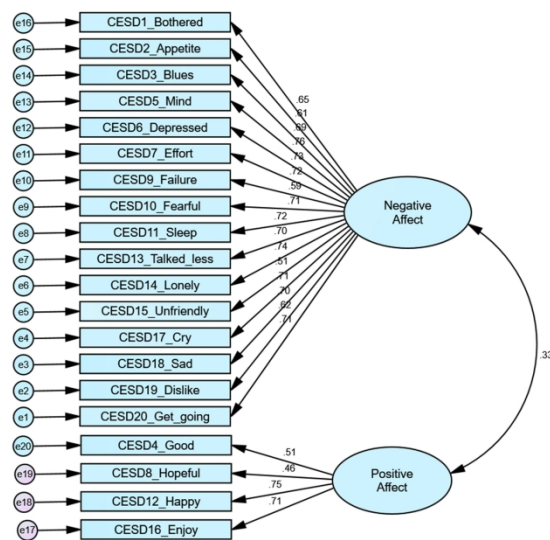 e16 CESD1_Bothered
e15 CESD2_Appetite
e14 CESD3_Blues
e13 CESD5_Mind
e12 CESD6_Depressed
e11 CESD7_Effort
e10 CESD9_Failure
e9 CESD10_Fearful
e8 CESD11_Sleep
e7 CESD13_Talked_less
e6 CESD14_Lonely
e5 CESD15_Unfriendly
e4 CESD17_Cry
e3 CESD18_Sad
e2 CESD19_Dislike
e1 CESD20_Get_going
e20 CESD4_Good
e19 CESD8_Hopeful
e18 CESD12_Happy
e17 CESD16_Enjoy
.65
.61
.69
.76
.73
.72
.59
.71
.72
.70
.74
.51
.71
.70
.62
.71
Negative
Affect
.33
.51
.46
.75
.71
Positive
Affect